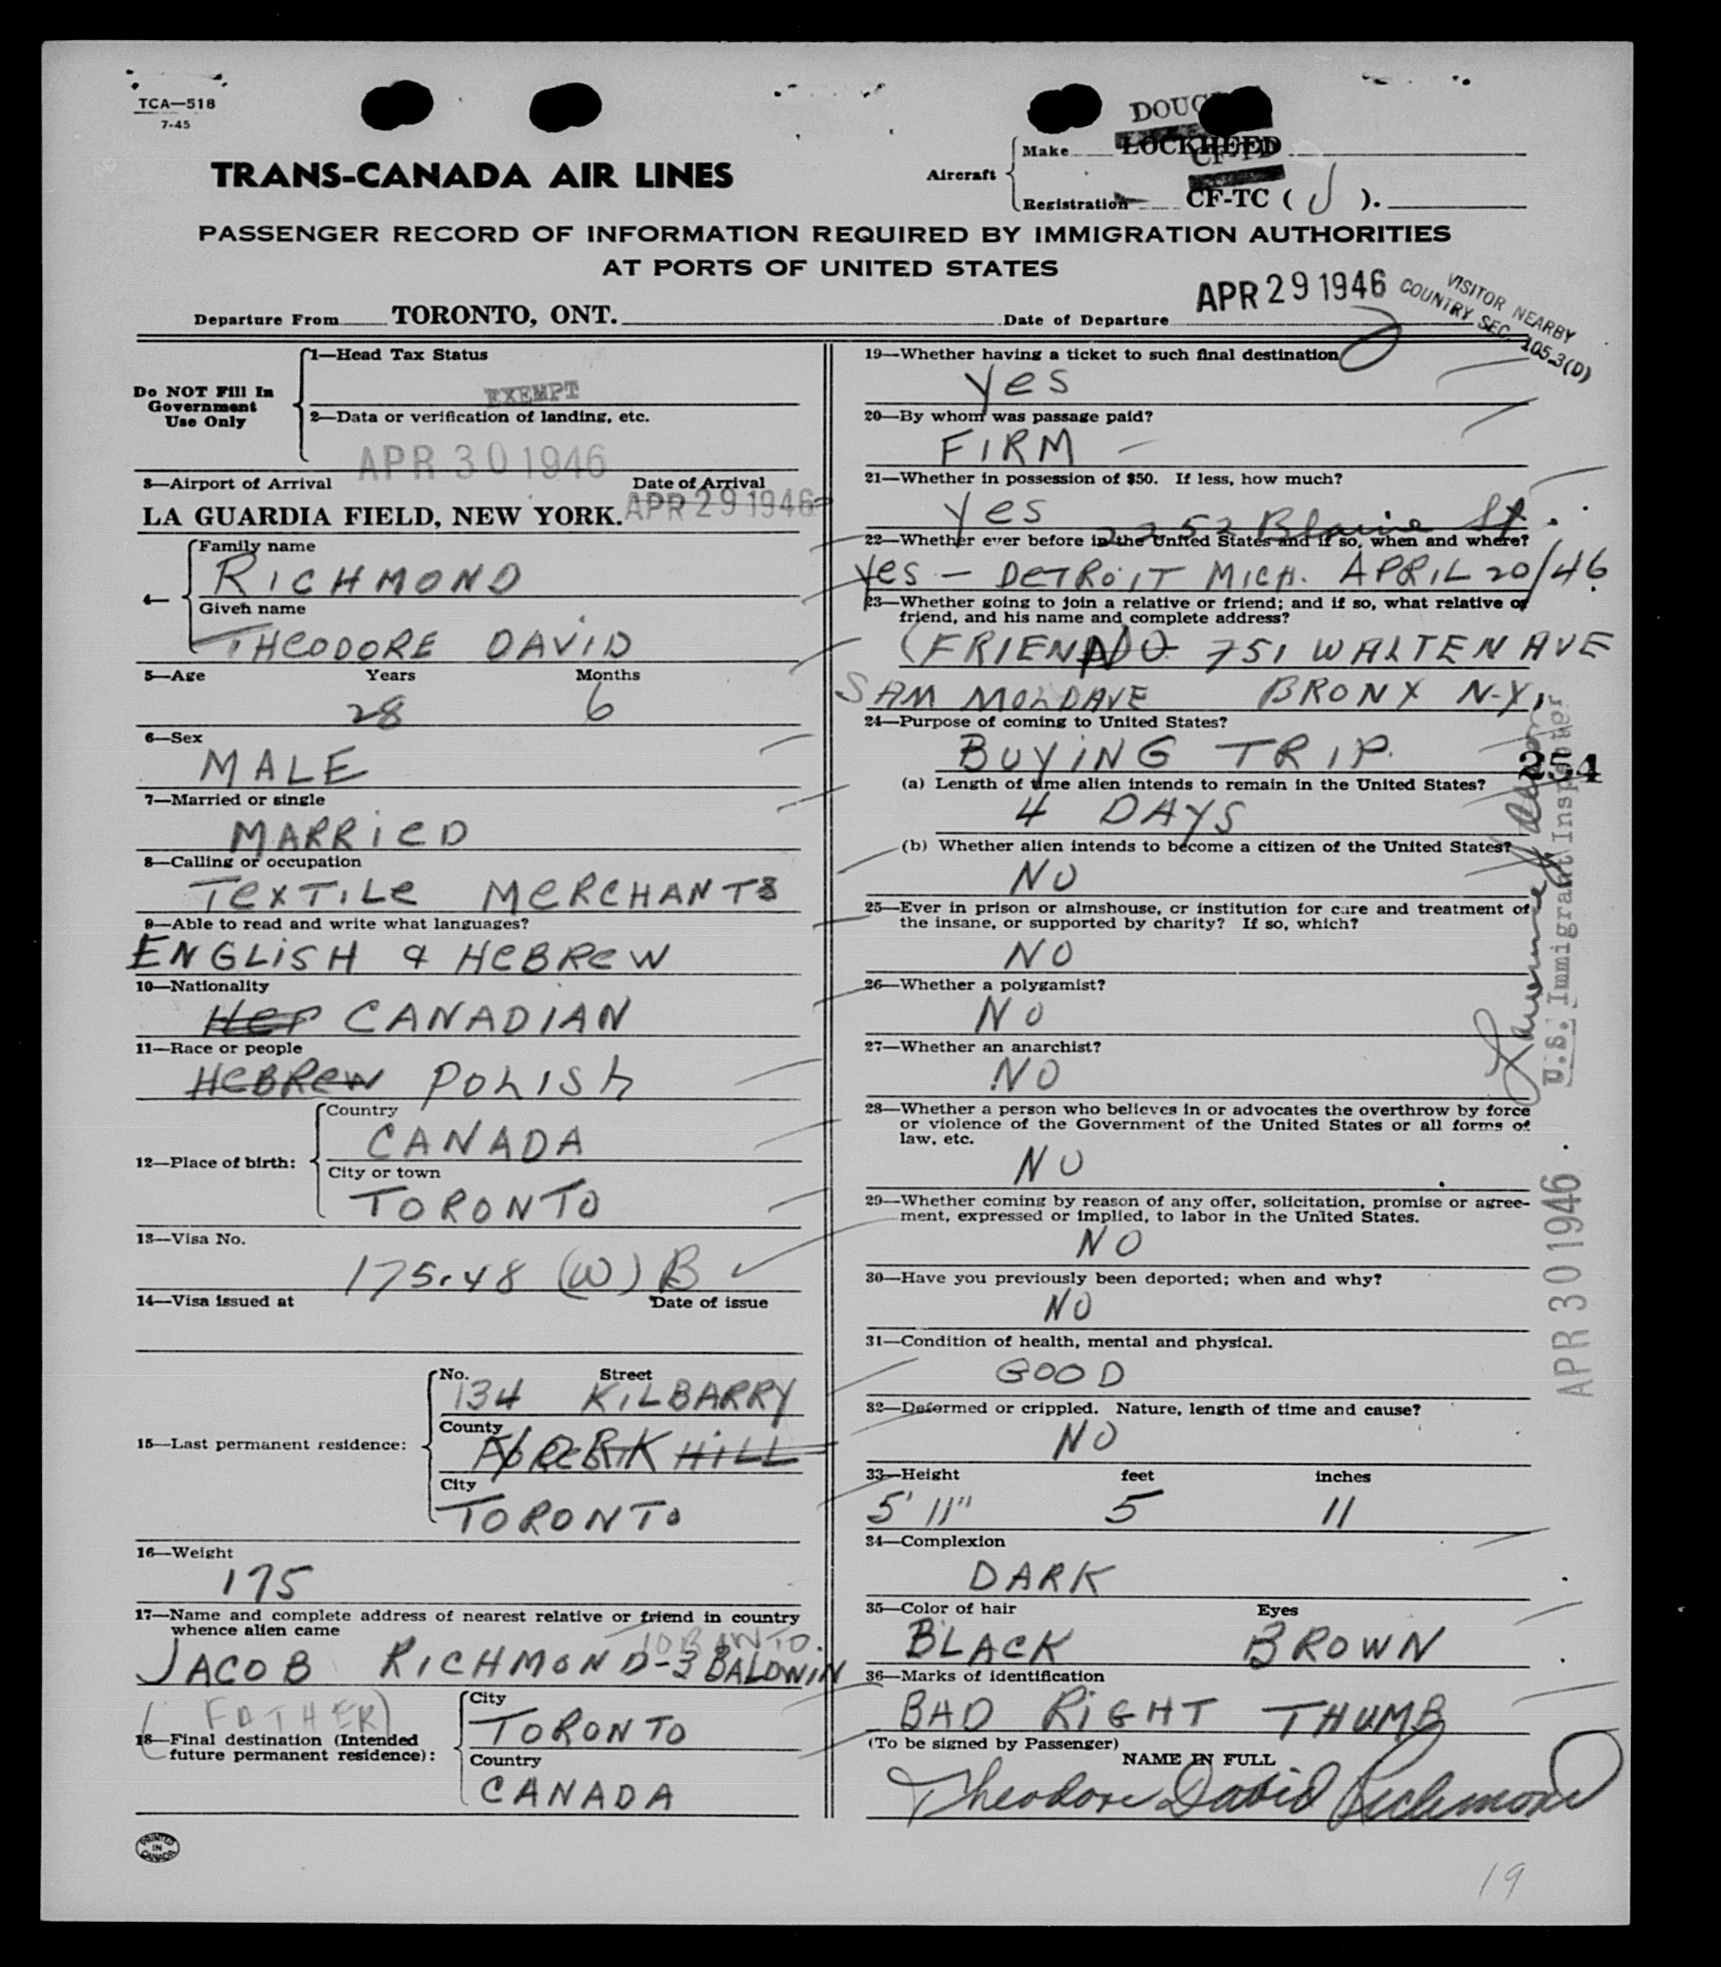 TCA—518
7-45
DOUG
Make LOCKHEED
CF-TD
Aircraft
Registration CF-TC ( J ).
TRANS-CANADA AIR LINES
PASSENGER RECORD OF INFORMATION REQUIRED BY IMMIGRATION AUTHORITIES
AT PORTS OF UNITED STATES
Departure From TORONTO, ONT. Date of Departure APR 29 1946
VISITOR NEARBY
COUNTRY SEC. 105.3(D)
Do NOT Fill In
Government
Use Only
1—Head Tax Status
EXEMPT
2—Data or verification of landing, etc.
APR 30 1946
3—Airport of Arrival Date of Arrival
LA GUARDIA FIELD, NEW YORK. APR 29 1946
4—
Family name
RICHMOND
Given name
THEODORE DAVID
5—Age Years Months
28 6
6—Sex
MALE
7—Married or single
MARRIED
8—Calling or occupation
TEXTILE MERCHANTS
9—Able to read and write what languages?
ENGLISH & HEBREW
10—Nationality
Her CANADIAN
11—Race or people
HEBREW POLISH
12—Place of birth:
Country
CANADA
City or town
TORONTO
13—Visa No.
175.48 (W) B
14—Visa issued at Date of issue
15—Last permanent residence:
No. Street
134 KILBARRY
County
YORK HILL
City
TORONTO
16—Weight
175
17—Name and complete address of nearest relative or friend in country
whence alien came
TORONTO.
JACOB RICHMOND - 3 BALDWIN
(FATHER)
18—Final destination (Intended
future permanent residence):
City
TORONTO
Country
CANADA
PRINTED
IN
CANADA
19—Whether having a ticket to such final destination
yes
20—By whom was passage paid?
FIRM -
21—Whether in possession of $50. If less, how much?
yes
2252 Blaine St.
22—Whether ever before in the United States and if so, when and where?
yes - DETROIT MICH. APRIL 20/46
23—Whether going to join a relative or friend; and if so, what relative or
friend, and his name and complete address?
(FRIEND) 751 WALTEN AVE
SAM MOLDAVE BRONX N.Y,
24—Purpose of coming to United States?
BUYING TRIP.
254
(a) Length of time alien intends to remain in the United States?
4 DAYS
(b) Whether alien intends to become a citizen of the United States?
NO
25—Ever in prison or almshouse, or institution for care and treatment of
the insane, or supported by charity? If so, which?
NO
26—Whether a polygamist?
NO
27—Whether an anarchist?
NO
28—Whether a person who believes in or advocates the overthrow by force
or violence of the Government of the United States or all forms of
law, etc.
NO
29—Whether coming by reason of any offer, solicitation, promise or agree-
ment, expressed or implied, to labor in the United States.
NO
30—Have you previously been deported; when and why?
NO
31—Condition of health, mental and physical.
GOOD
32—Deformed or crippled. Nature, length of time and cause?
NO
33—Height feet inches
5' 11" 5 11
34—Complexion
DARK
35—Color of hair Eyes
BLACK BROWN
36—Marks of identification
BAD RIGHT THUMB
(To be signed by Passenger)
NAME IN FULL
Theodore David Richmond
U.S. Immigrant Inspector
APR 30 1946
19